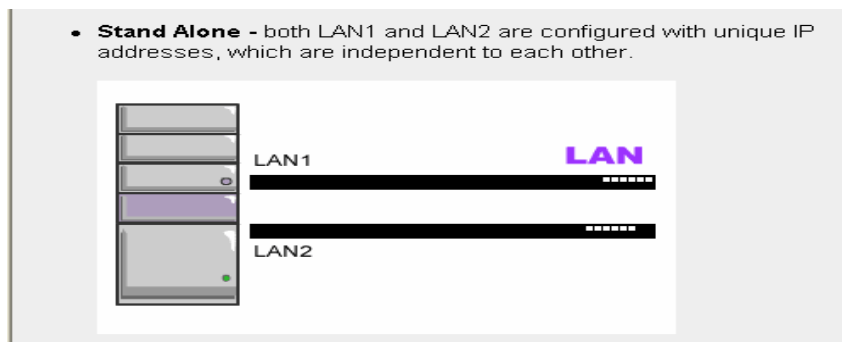 • Stand Alone - both LAN1 and LAN2 are configured with unique IP
addresses, which are independent to each other.
LAN1
LAN
LAN2